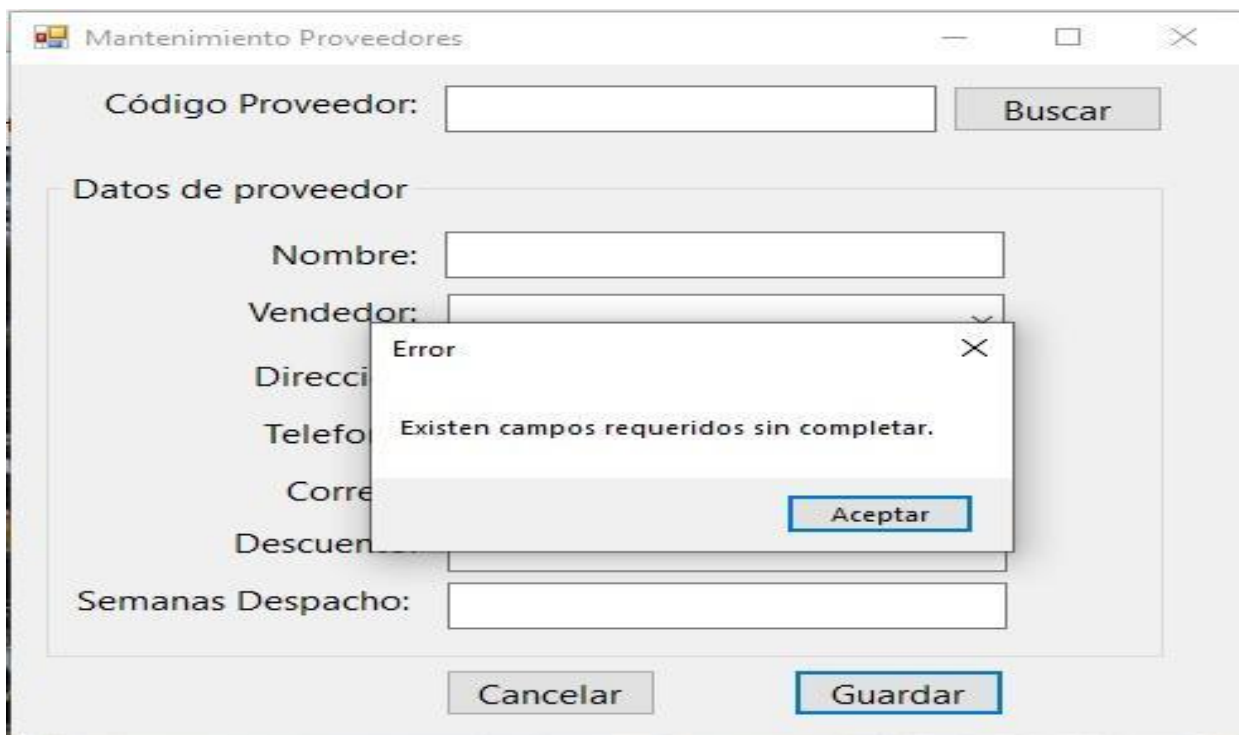 Mantenimiento Proveedores
Código Proveedor:
Buscar
Datos de proveedor
Nombre:
Vendedor:
Error
Existen campos requeridos sin completar.
Aceptar
Semanas Despacho:
Cancelar
Guardar